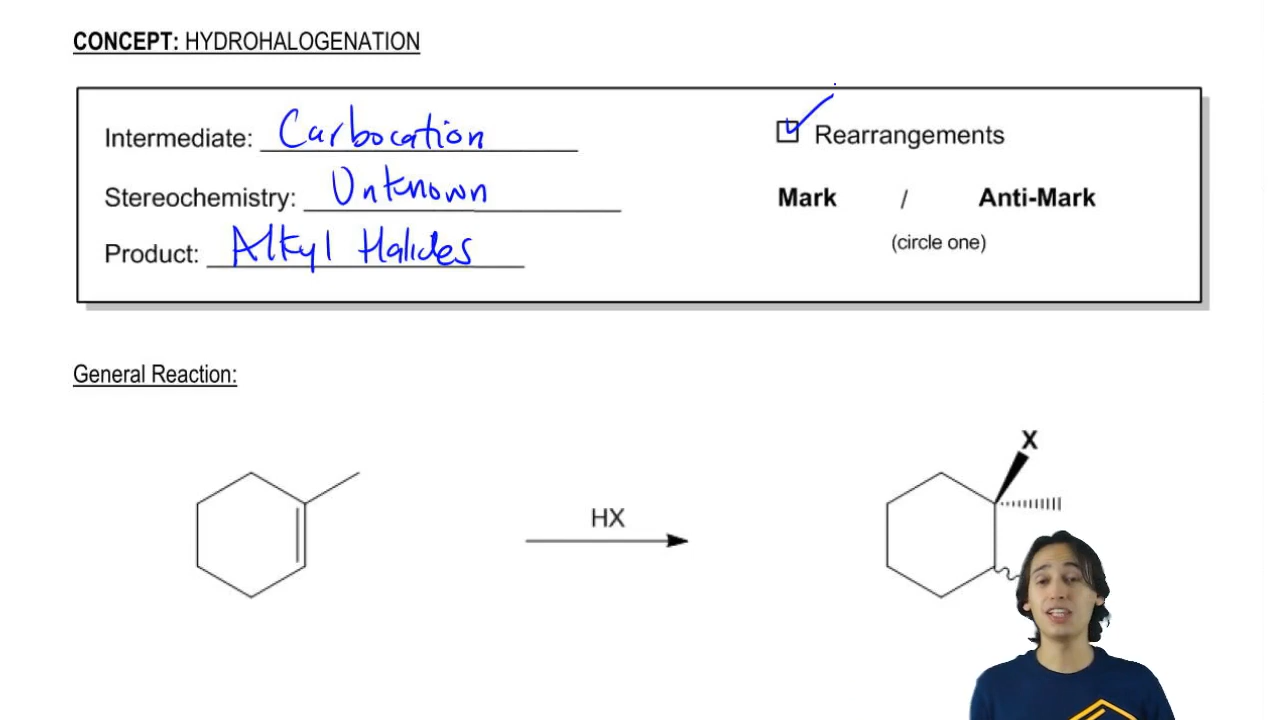 CONCEPT: HYDROHALOGENATION
Intermediate: Carbocation
Rearrangements
Stereochemistry: Unknown
Mark / Anti-Mark
Product: Alkyl Halides
(circle one)
General Reaction:
X
HX